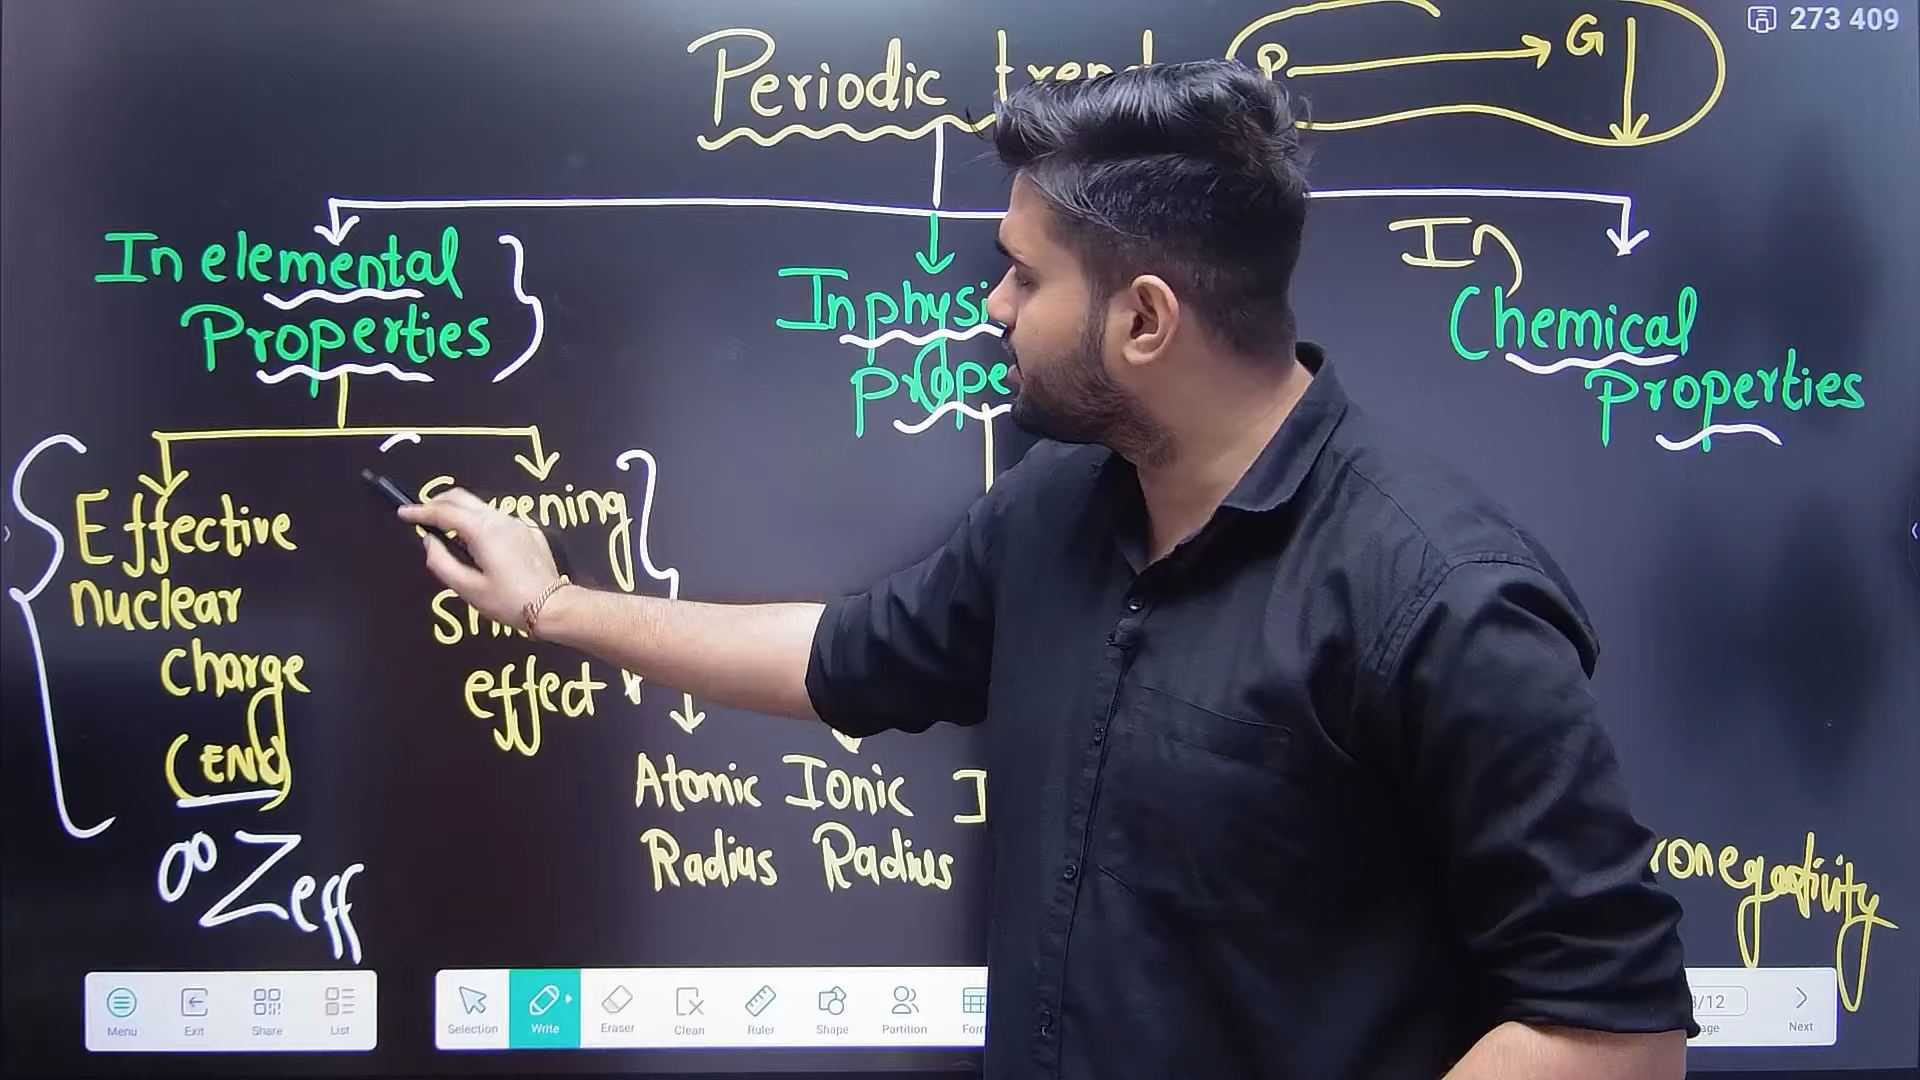 273 409
Periodic
P → G ↓
In elemental
Properties
In
Chemical
Properties
Effective
nuclear
charge
(ENC)
Zeff
effect
Atomic Ionic
Radius Radius
Menu Exit Share List
Selection Write Eraser Clean Ruler Shape Partition
/12
Next